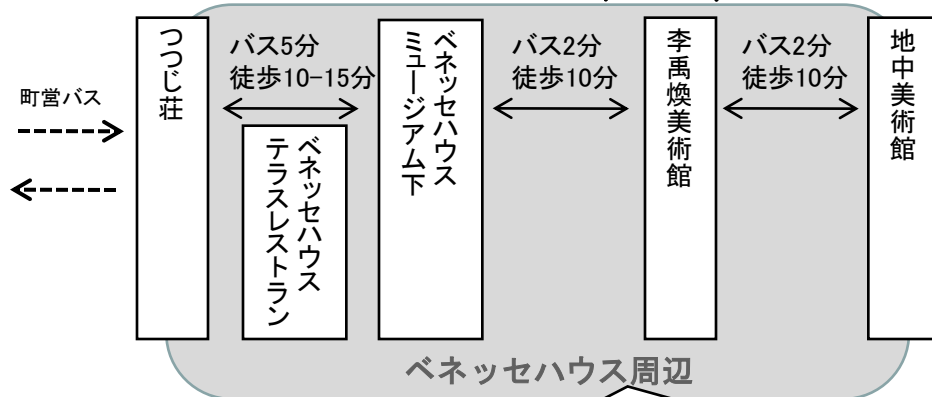 町営バス
つつじ荘
バス5分
徒歩10-15分
ベネッセハウス
テラスレストラン
ベネッセハウス
ミュージアム下
バス2分
徒歩10分
李禹煥美術館
バス2分
徒歩10分
地中美術館
ベネッセハウス周辺